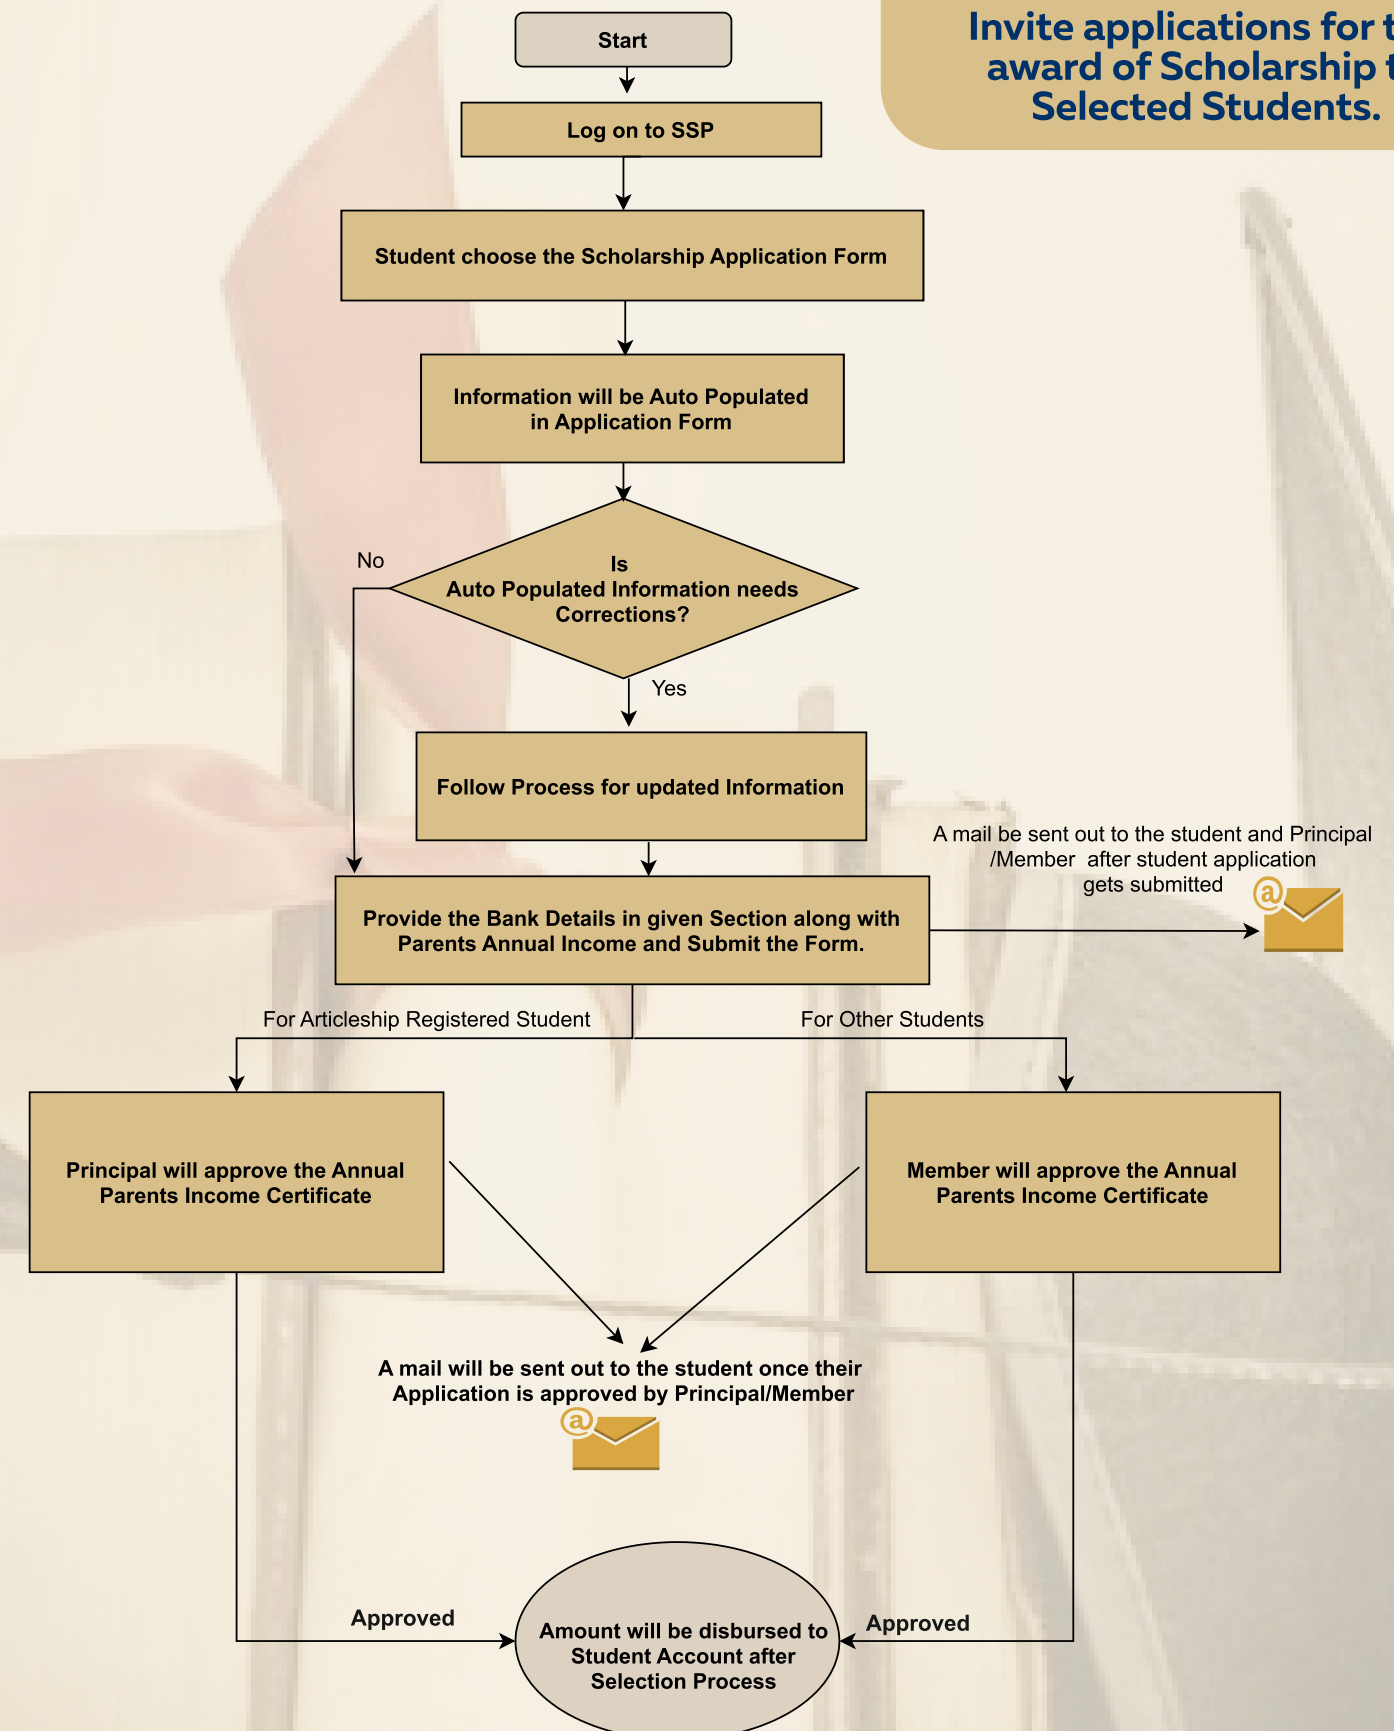 Start
Invite applications for
award of Scholarship
Selected Students.
Log on to SSP
Student choose the Scholarship Application Form
Information will be Auto Populated
in Application Form
Is
Auto Populated Information needs
Corrections?
No
Yes
Follow Process for updated Information
A mail be sent out to the student and Principal
/Member after student application
gets submitted
@
Provide the Bank Details in given Section along with
Parents Annual Income and Submit the Form.
For Articleship Registered Student
For Other Students
Principal will approve the Annual
Parents Income Certificate
Member will approve the Annual
Parents Income Certificate
A mail will be sent out to the student once their
Application is approved by Principal/Member
@
Approved
Approved
Amount will be disbursed to
Student Account after
Selection Process